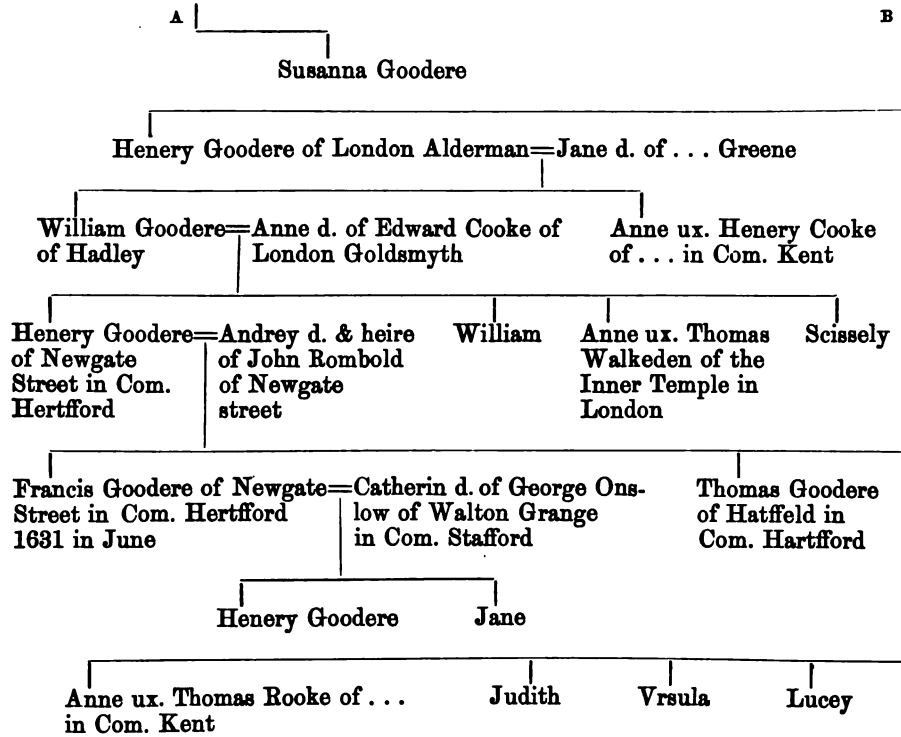 A B
Susanna Goodere
Henery Goodere of London Alderman=Jane d. of . . . Greene
William Goodere=Anne d. of Edward Cooke of
of Hadley London Goldsmyth
Anne ux. Henery Cooke
of . . . in Com. Kent
Henery Goodere=Andrey d. & heire
of Newgate of John Rombold
Street in Com. of Newgate
Hertfford street
William
Anne ux. Thomas
Walkeden of the
Inner Temple in
London
Scissely
Francis Goodere of Newgate=Catherin d. of George Ons-
Street in Com. Hertfford low of Walton Grange
1631 in June in Com. Stafford
Thomas Goodere
of Hatffeld in
Com. Hartfford
Henery Goodere Jane
Anne ux. Thomas Rooke of . . .
in Com. Kent
Judith Vrsula Lucey